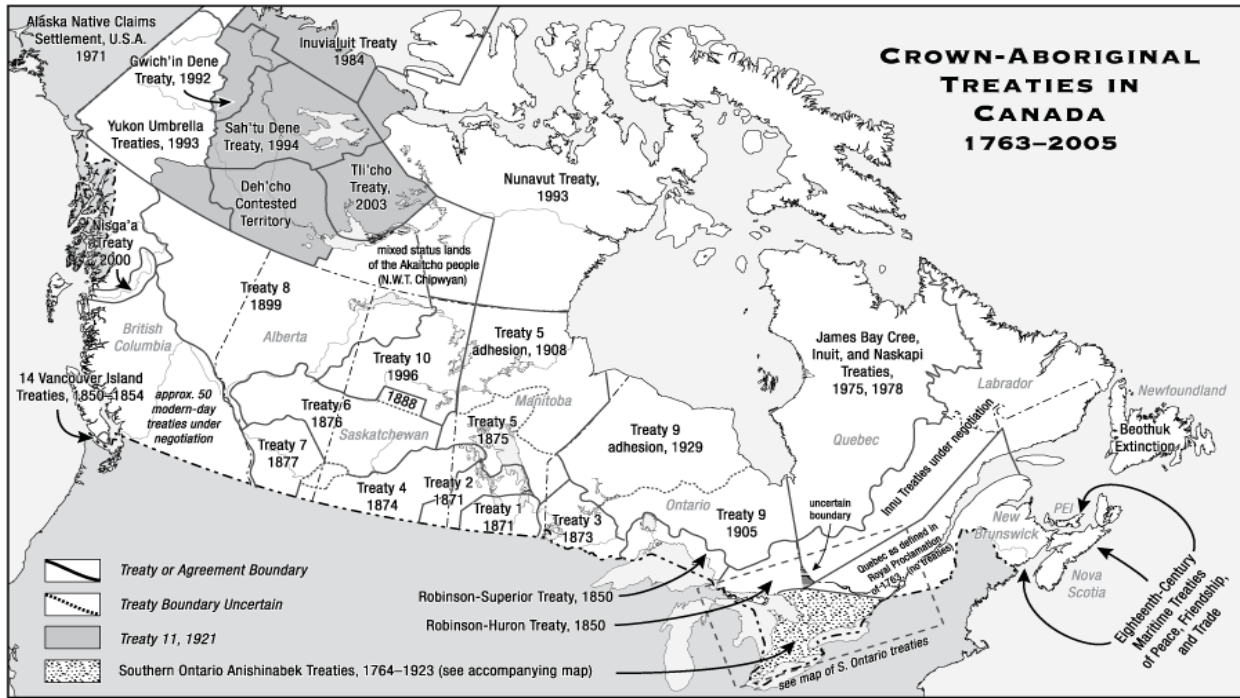 CROWN-ABORIGINAL
TREATIES IN
CANADA
1763–2005
Alaska Native Claims
Settlement, U.S.A.
1971
Inuvialuit Treaty
1984
Gwich'in Dene
Treaty, 1992
Yukon Umbrella
Treaties, 1993
Sah'tu Dene
Treaty, 1994
Tli'cho
Treaty,
2003
Deh'cho
Contested
Territory
Nunavut Treaty,
1993
Nisga'a
Treaty
2000
mixed status lands
of the Akaitcho people
(N.W.T. Chipwyan)
Treaty 8
1899
British
Columbia
Alberta
Treaty 5
adhesion, 1908
James Bay Cree,
Inuit, and Naskapi
Treaties,
1975, 1978
Treaty 10
1996
1888
14 Vancouver Island
Treaties, 1850–1854
approx. 50
modern-day
treaties under
negotiation
Treaty 6
1876
Saskatchewan
Manitoba
Treaty 5
1875
Treaty 7
1877
Treaty 9
adhesion, 1929
Quebec
Labrador
Newfoundland
Beothuk
Extinction
Innu Treaties under negotiation
Treaty 4
1874
Treaty 2
1871
Treaty 1
1871
Treaty 3
1873
Ontario
Treaty 9
1905
uncertain
boundary
Quebec as defined in
Royal Proclamation
of 1763 (no treaties)
New
Brunswick
PEI
Nova
Scotia
Eighteenth-Century
Maritime Treaties
of Peace, Friendship,
and Trade
Treaty or Agreement Boundary
Treaty Boundary Uncertain
Treaty 11, 1921
Southern Ontario Anishinabek Treaties, 1764–1923 (see accompanying map)
Robinson-Superior Treaty, 1850
Robinson-Huron Treaty, 1850
see map of S. Ontario treaties